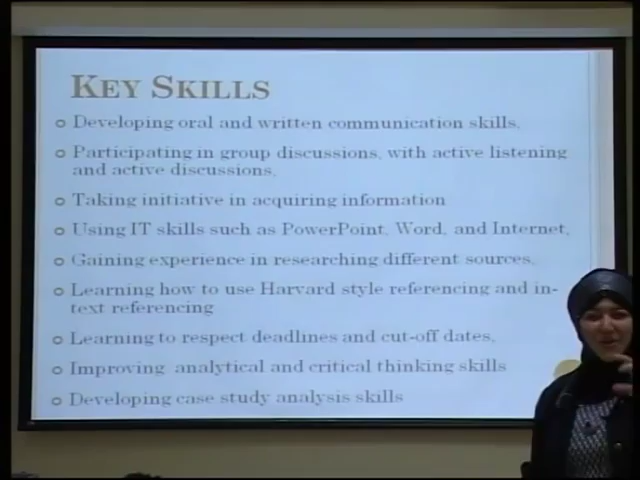 KEY SKILLS
Developing oral and written communication skills.
Participating in group discussions, with active listening
and active discussions.
Taking initiative in acquiring information
Using IT skills such as PowerPoint, Word, and Internet.
Gaining experience in researching different sources.
Learning how to use Harvard style referencing and in-
text referencing
Learning to respect deadlines and cut-off dates.
Improving analytical and critical thinking skills
Developing case study analysis skills